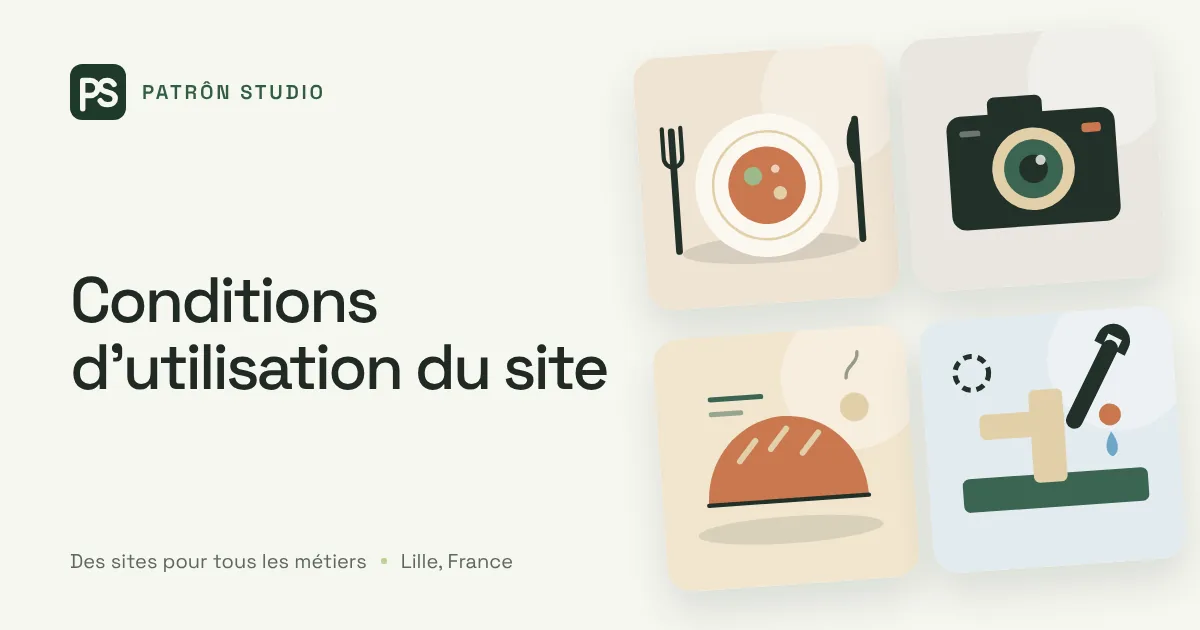 PS PATRÔN STUDIO
Conditions
d’utilisation du site
Des sites pour tous les métiers • Lille, France